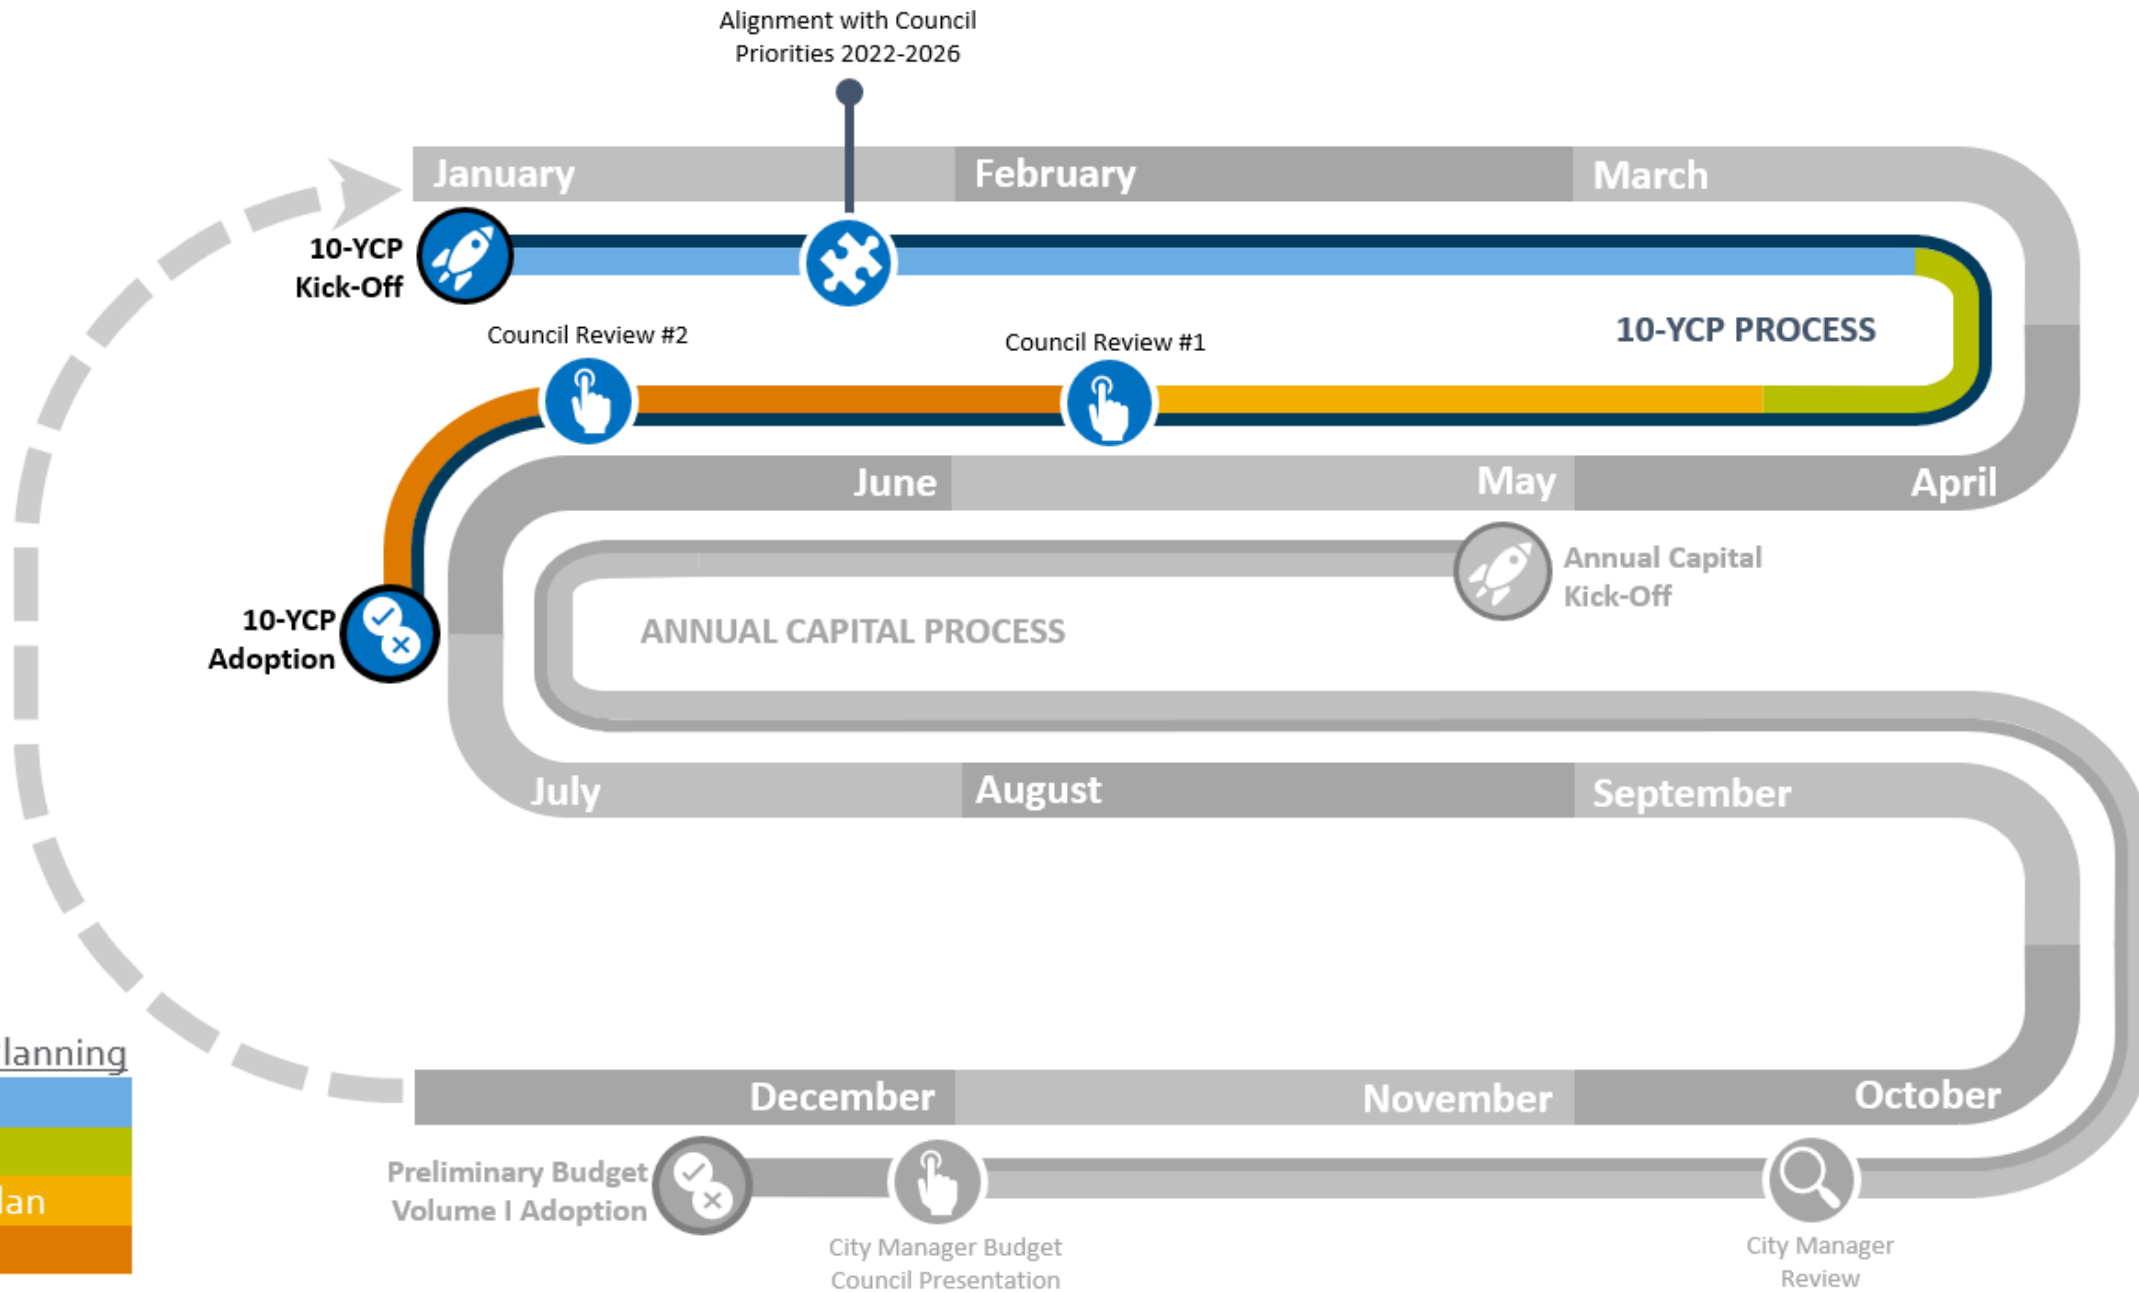 Alignment with Council
Priorities 2022-2026
January
February
March
10-YCP
Kick-Off
10-YCP PROCESS
Council Review #2
Council Review #1
June
May
April
Annual Capital
Kick-Off
ANNUAL CAPITAL PROCESS
10-YCP
Adoption
July
August
September
lanning
December
November
October
lan
Preliminary Budget
Volume I Adoption
City Manager Budget
Council Presentation
City Manager
Review